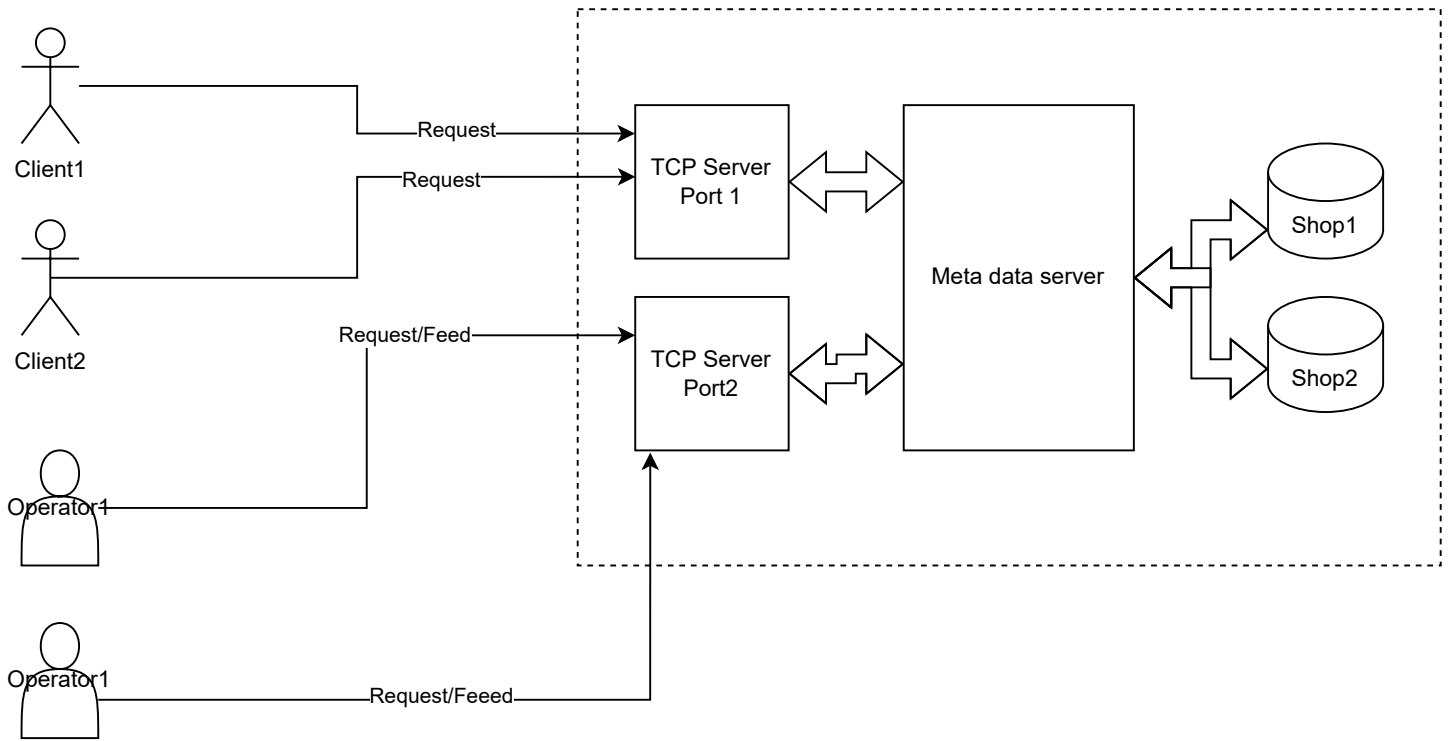 Client1
Request
Request
Client2
TCP Server
Port 1
Meta data server
Shop1
Request/Feed
TCP Server
Port2
Shop2
Operator1
Operator1
Request/Feeed